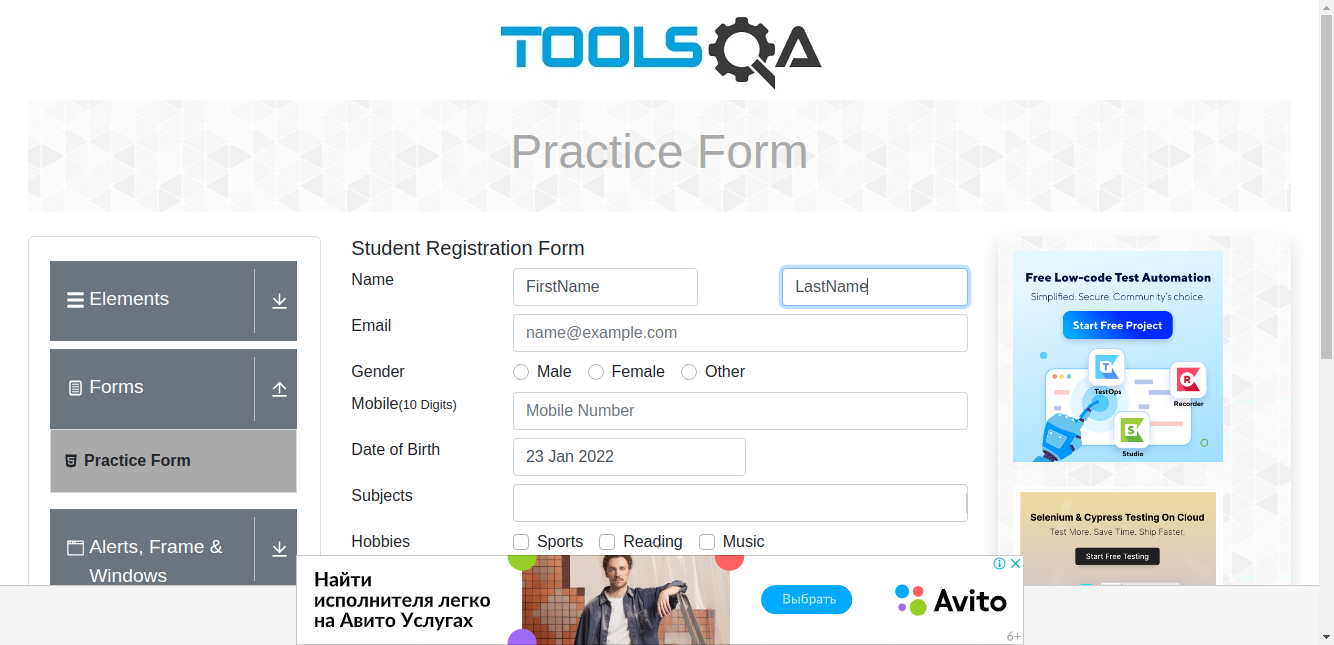 TOOLSQA
Practice Form
Elements
Forms
Practice Form
Alerts, Frame &
Windows
Student Registration Form
Name
FirstName
LastName
Email
name@example.com
Gender
Male
Female
Other
Mobile(10 Digits)
Mobile Number
Date of Birth
23 Jan 2022
Subjects
Hobbies
Sports
Reading
Music
Free Low-code Test Automation
Simplified. Secure. Community's choice.
Start Free Project
TestOps
Recorder
Studio
Selenium & Cypress Testing On Cloud
Test More. Save Time. Ship Faster.
Start Free Testing
Найти
исполнителя легко
на Авито Услугах
Выбрать
Avito
6+